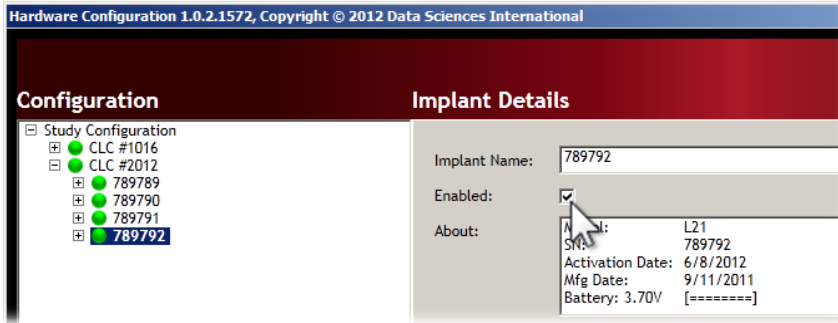 Hardware Configuration 1.0.2.1572, Copyright © 2012 Data Sciences International
Configuration
Study Configuration
CLC #1016
CLC #2012
789789
789790
789791
789792
Implant Details
Implant Name: 789792
Enabled:
About:
L21
SN: 789792
Activation Date: 6/8/2012
Mfg Date: 9/11/2011
Battery: 3.70V [========]